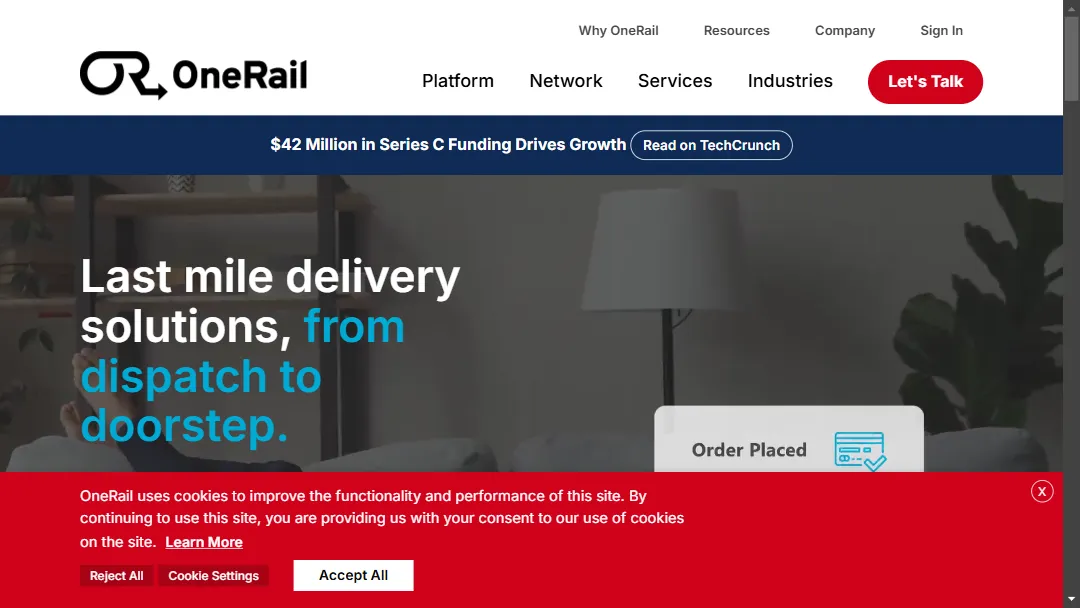 Why OneRail Resources Company Sign In
OneRail
Platform Network Services Industries Let's Talk
$42 Million in Series C Funding Drives Growth Read on TechCrunch
Last mile delivery
solutions, from
dispatch to
doorstep.
Order Placed
OneRail uses cookies to improve the functionality and performance of this site. By
continuing to use this site, you are providing us with your consent to our use of cookies
on the site. Learn More
X
Reject All Cookie Settings Accept All